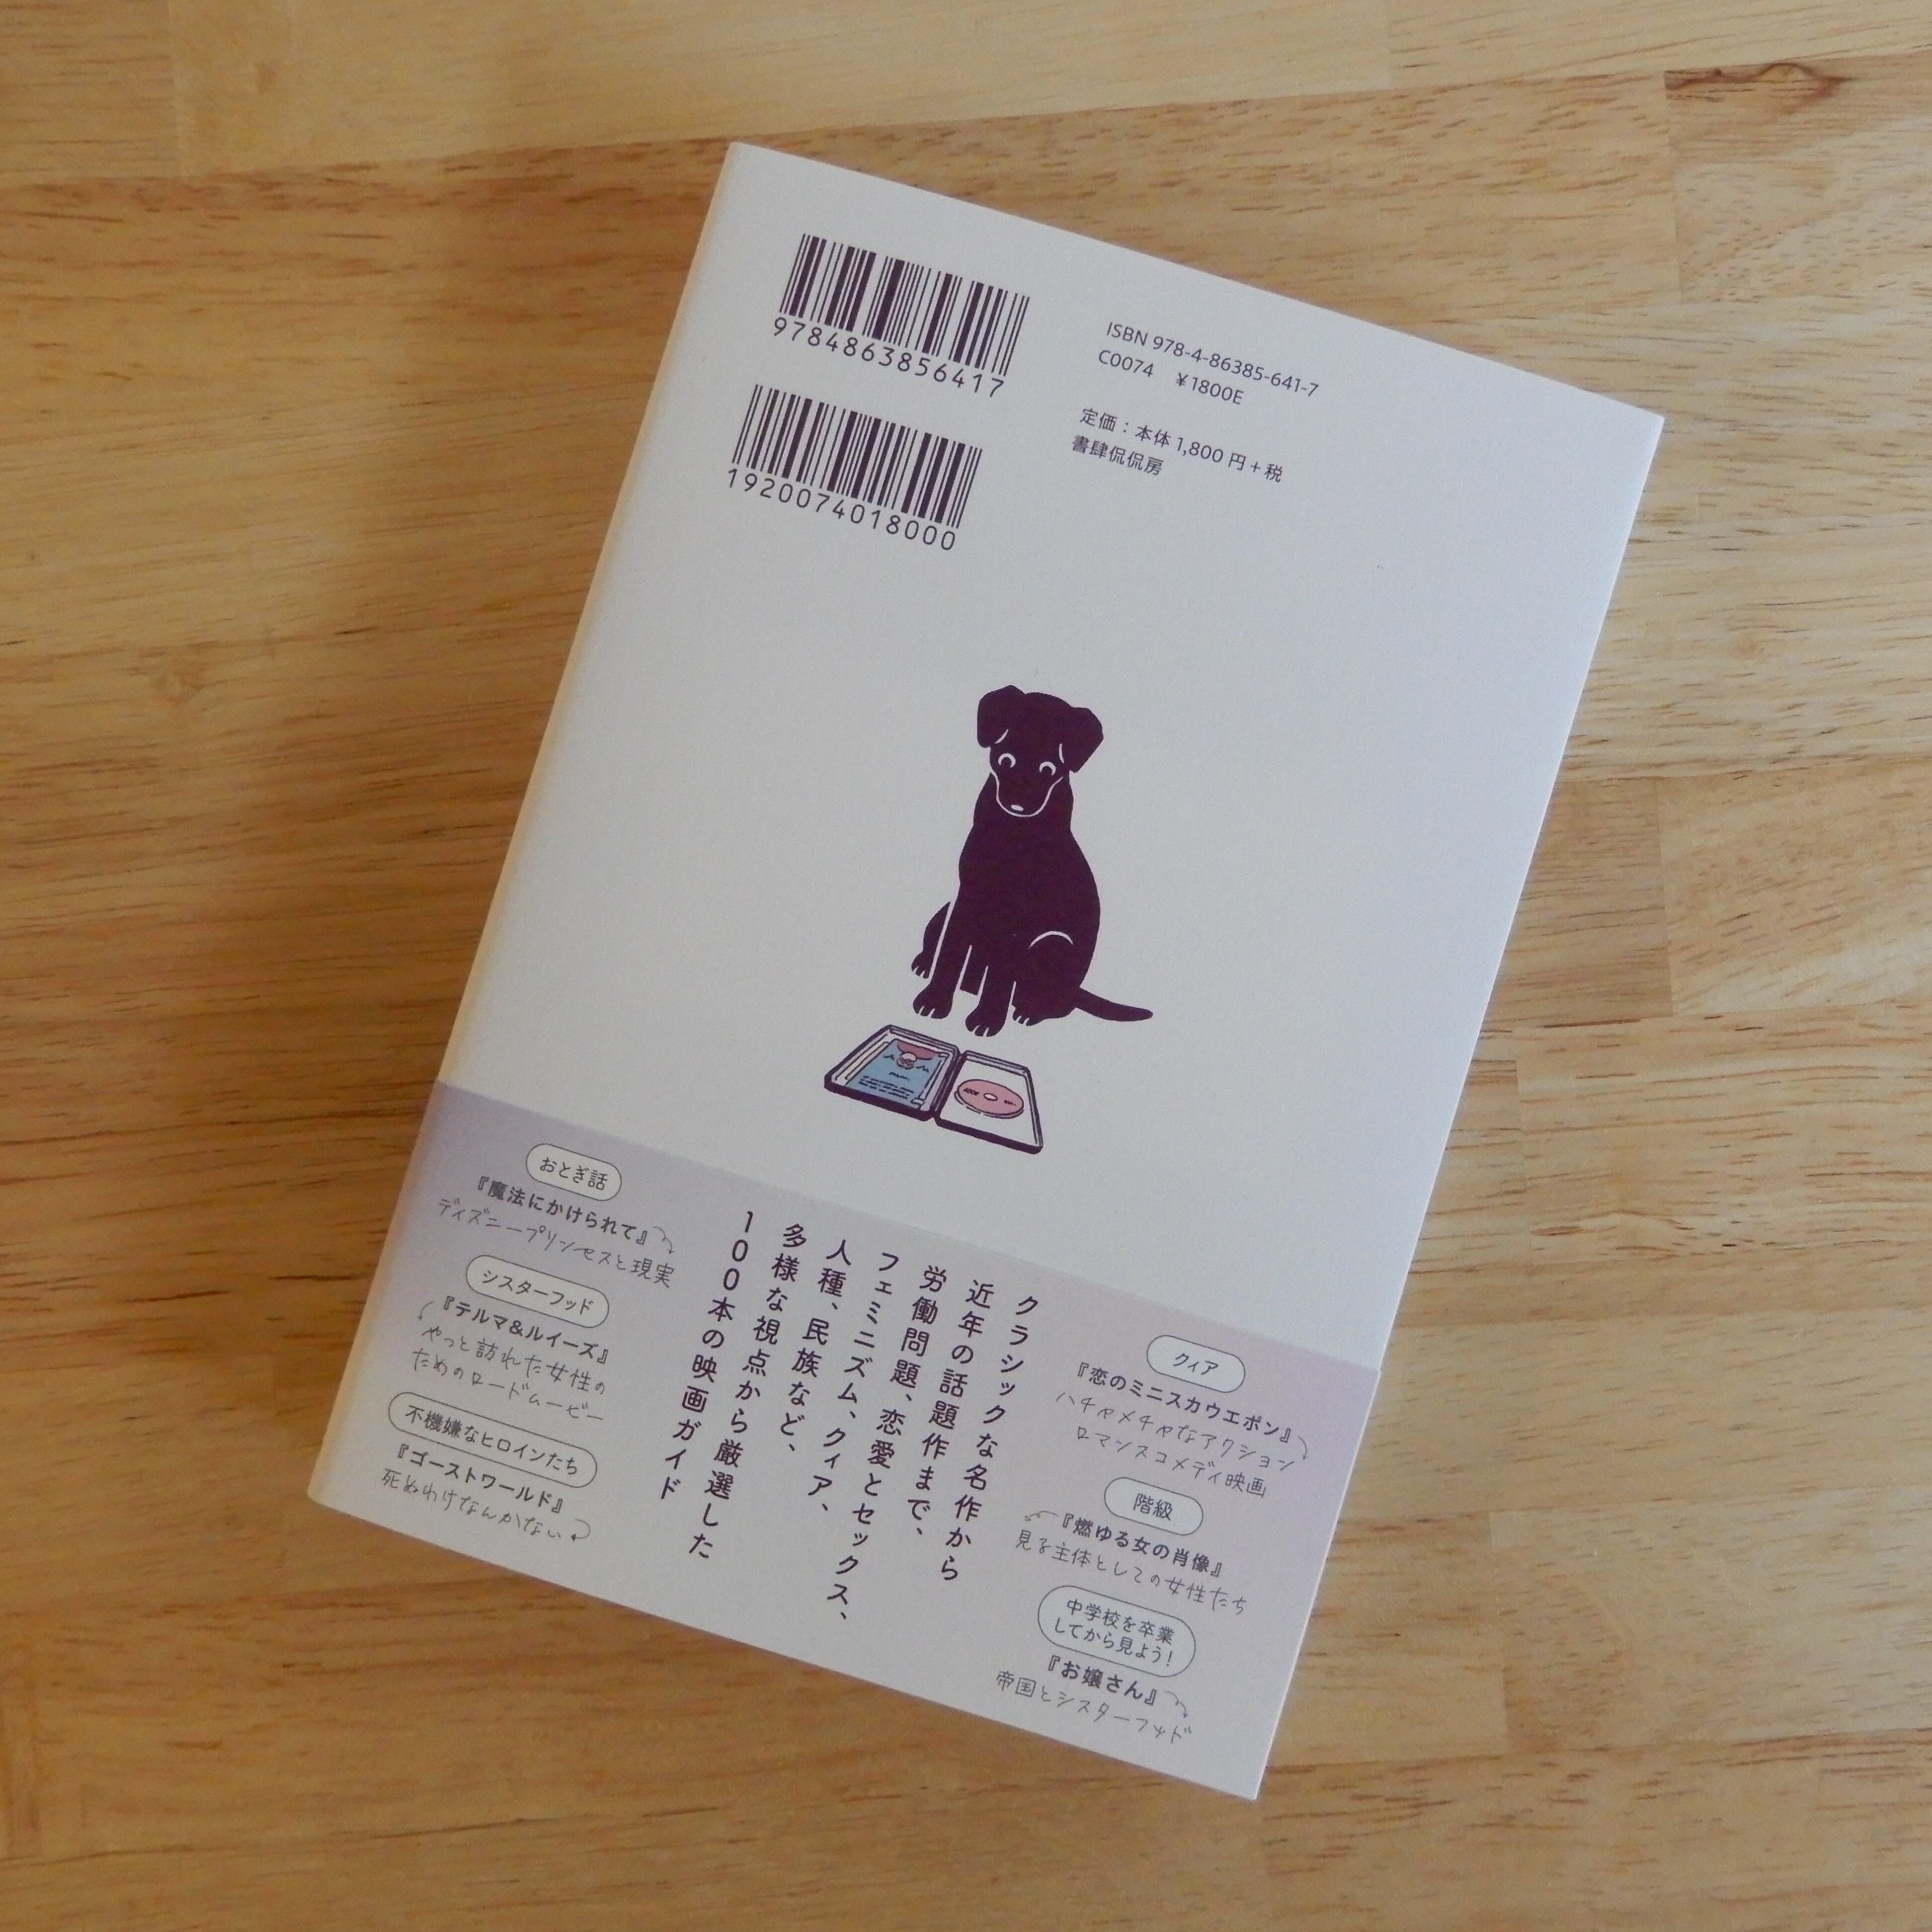 9784863856417
1920074018000
ISBN 978-4-86385-641-7
C0074 ¥1800E
定価：本体1,800円+税
書肆侃侃房
クィア
『恋のミニスカウエポン』
ハチャメチャなアクション
ロマンスコメディ映画
階級
『燃ゆる女の肖像』
見る主体としての女性たち
中学校を卒業
してから見よう！
『お嬢さん』
帝国とシスターフッド
クラシックな名作から
近年の話題作まで、
労働問題、恋愛とセックス、
フェミニズム、クィア、
人種、民族など、
多様な視点から厳選した
100本の映画ガイド
おとぎ話
『魔法にかけられて』
ディズニープリンセスと現実
シスターフッド
『テルマ&ルイーズ』
やっと訪れた女性の
ためのロードムービー
不機嫌なヒロインたち
『ゴーストワールド』
死ぬわけなんかない